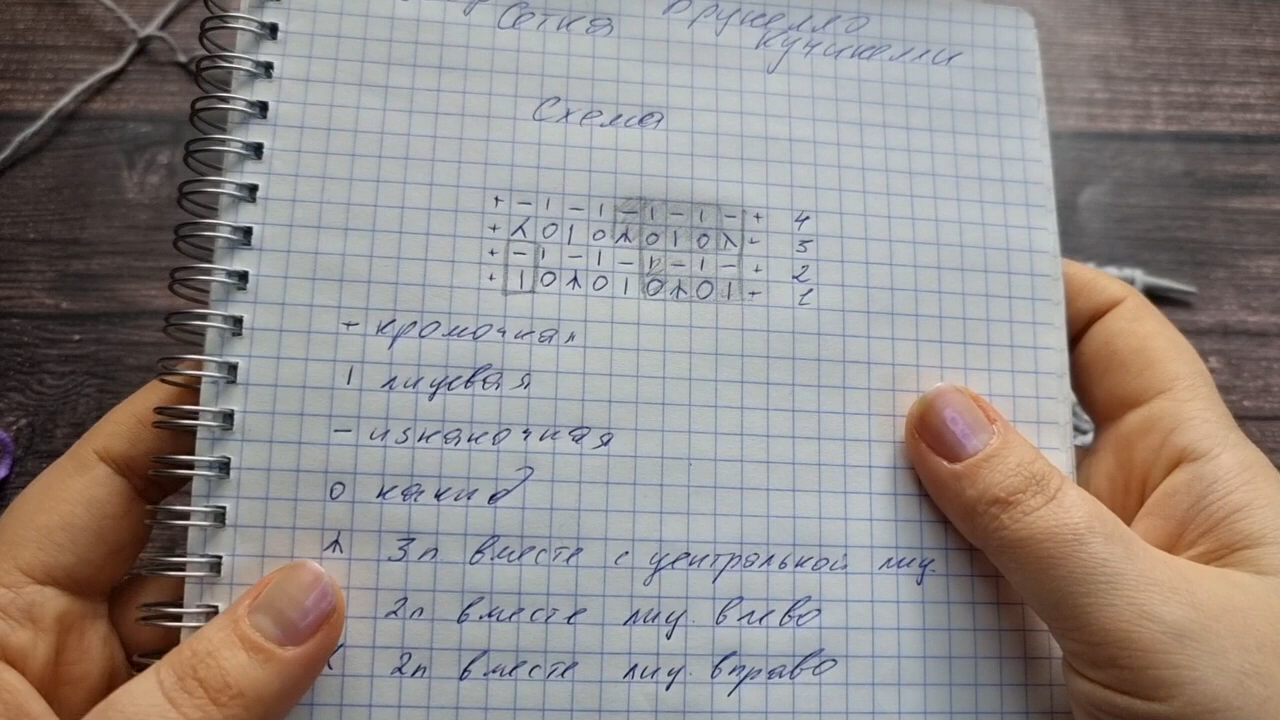 Сетка Брунелло
Кучинелли
Схема
+ - 1 - 1 - 1 - 1 - + 4
+ ⋋ 0 1 0 ⋏ 0 1 0 ⋌ + 3
+ - 1 - 1 - 1 - 1 - + 2
+ 1 0 ⋏ 0 1 0 ⋏ 0 1 + 1
+ кромочная
1 лицевая
- изнаночная
0 накид
⋏ 3п вместе с центральной лиц.
2п вместе лиц. влево
2п вместе лиц. вправо